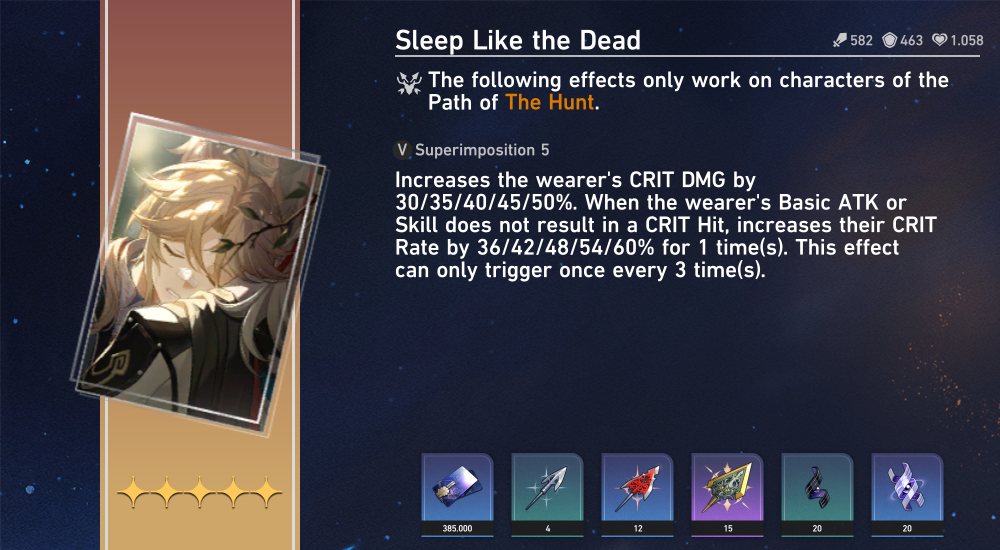 Sleep Like the Dead
582 463 1.058
The following effects only work on characters of the
Path of The Hunt.
V Superimposition 5
Increases the wearer's CRIT DMG by
30/35/40/45/50%. When the wearer's Basic ATK or
Skill does not result in a CRIT Hit, increases their CRIT
Rate by 36/42/48/54/60% for 1 time(s). This effect
can only trigger once every 3 time(s).
385.000 4 12 15 20 20